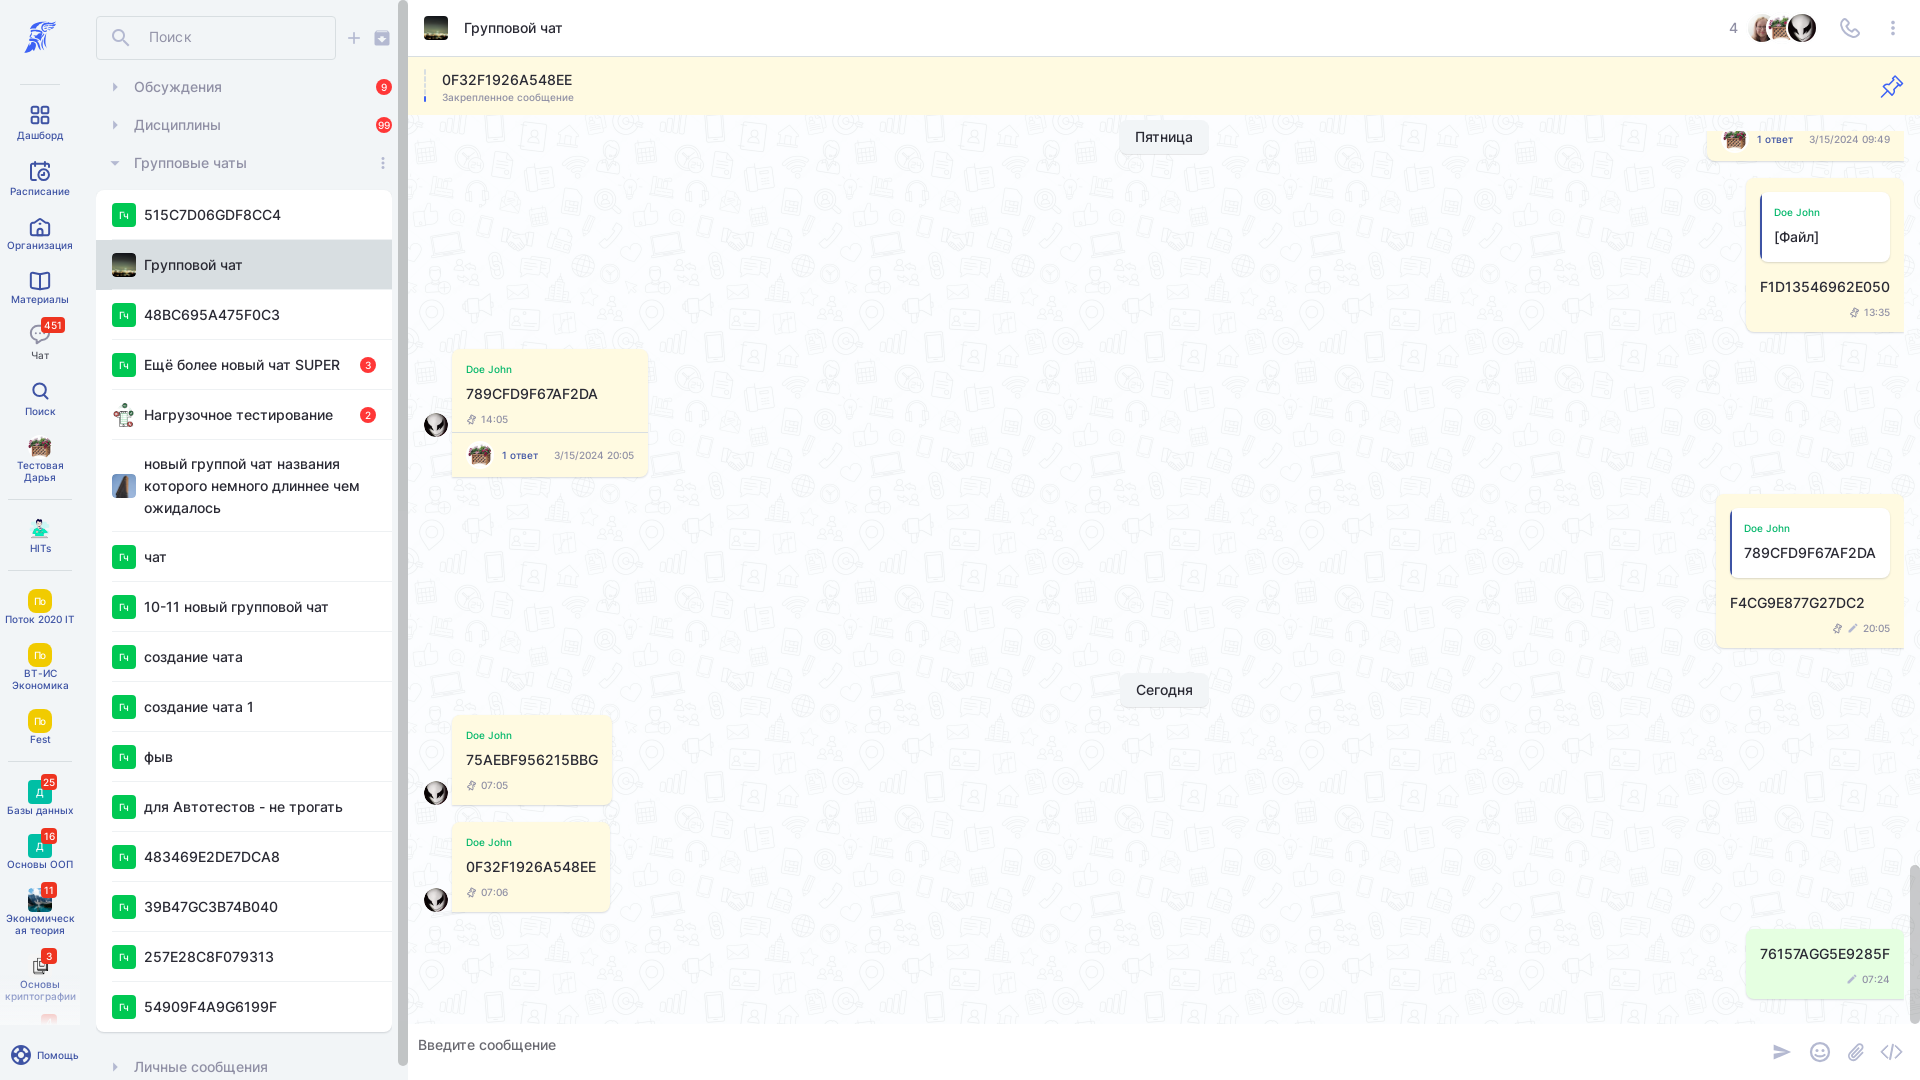 Дашборд
Расписание
Организация
Материалы
451
Чат
Поиск
Тестовая
Дарья
HITs
По
Поток 2020 IT
По
ВТ-ИС
Экономика
По
Fest
25
Д
Базы данных
16
Д
Основы ООП
11
Экономическ
ая теория
3
Основы
криптографии
Помощь
Поиск
Обсуждения
9
Дисциплины
99
Групповые чаты
Гч 515C7D06GDF8CC4
Групповой чат
Гч 48BC695A475F0C3
Гч Ещё более новый чат SUPER 3
Нагрузочное тестирование 2
новый группой чат названия
которого немного длиннее чем
ожидалось
Гч чат
Гч 10-11 новый групповой чат
Гч создание чата
Гч создание чата 1
Гч фыв
Гч для Автотестов - не трогать
Гч 483469E2DE7DCA8
Гч 39B47GC3B74B040
Гч 257E28C8F079313
Гч 54909F4A9G6199F
Личные сообщения
Групповой чат
4
0F32F1926A548EE
Закрепленное сообщение
Пятница
1 ответ 3/15/2024 09:49
Doe John
[Файл]
F1D13546962E050
13:35
Doe John
789CFD9F67AF2DA
14:05
1 ответ 3/15/2024 20:05
Doe John
789CFD9F67AF2DA
F4CG9E877G27DC2
20:05
Сегодня
Doe John
75AEBF956215BBG
07:05
Doe John
0F32F1926A548EE
07:06
76157AGG5E9285F
07:24
Введите сообщение